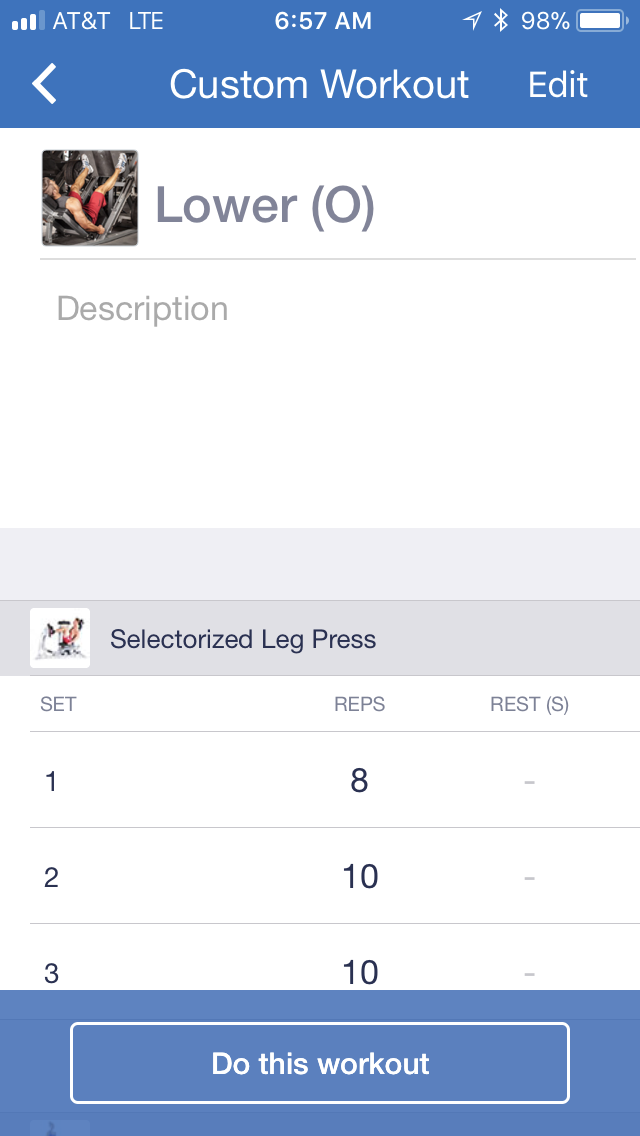 AT&T LTE 6:57 AM 98%
Custom Workout Edit
Lower (O)
Description
Selectorized Leg Press
SET REPS REST (S)
1 8 -
2 10 -
3 10 -
Do this workout